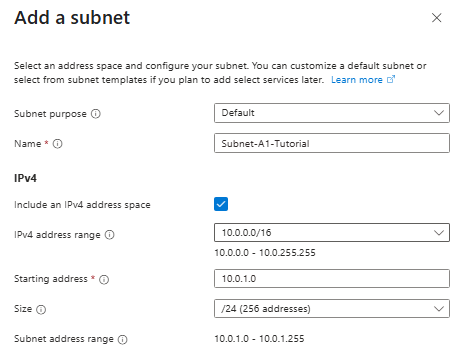 Add a subnet
Select an address space and configure your subnet. You can customize a default subnet or
select from subnet templates if you plan to add select services later. Learn more
Subnet purpose Default
Name * Subnet-A1-Tutorial
IPv4
Include an IPv4 address space
IPv4 address range 10.0.0.0/16
10.0.0.0 - 10.0.255.255
Starting address * 10.0.1.0
Size /24 (256 addresses)
Subnet address range 10.0.1.0 - 10.0.1.255